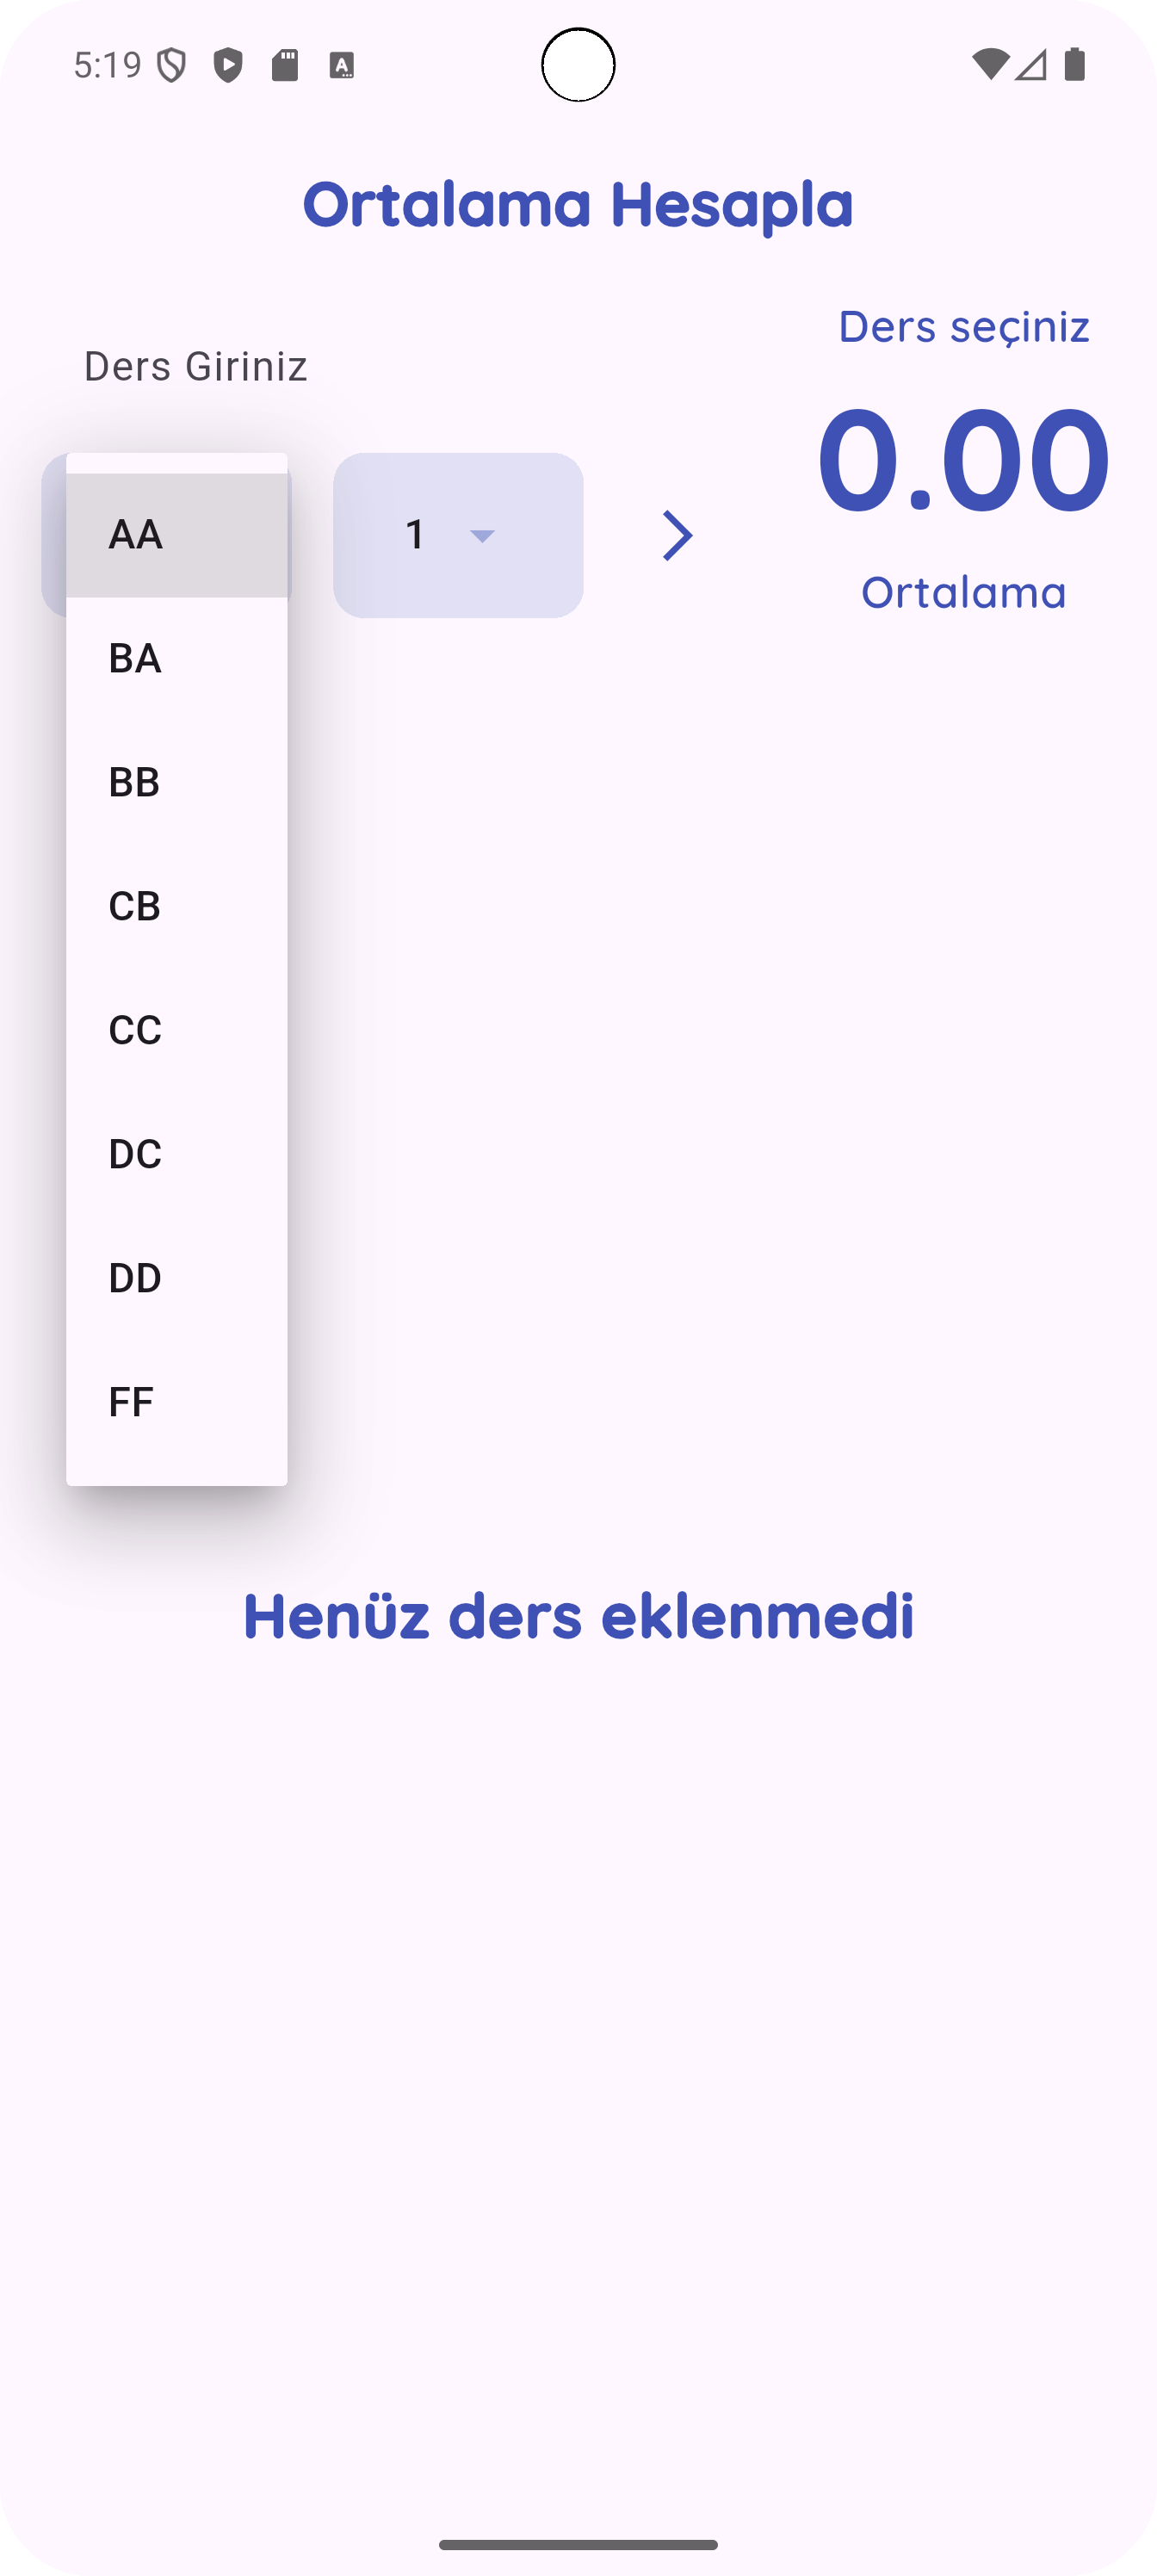 5:19
Ortalama Hesapla
Ders seçiniz
Ders Giriniz
0.00
AA
1
Ortalama
BA
BB
CB
CC
DC
DD
FF
Henüz ders eklenmedi